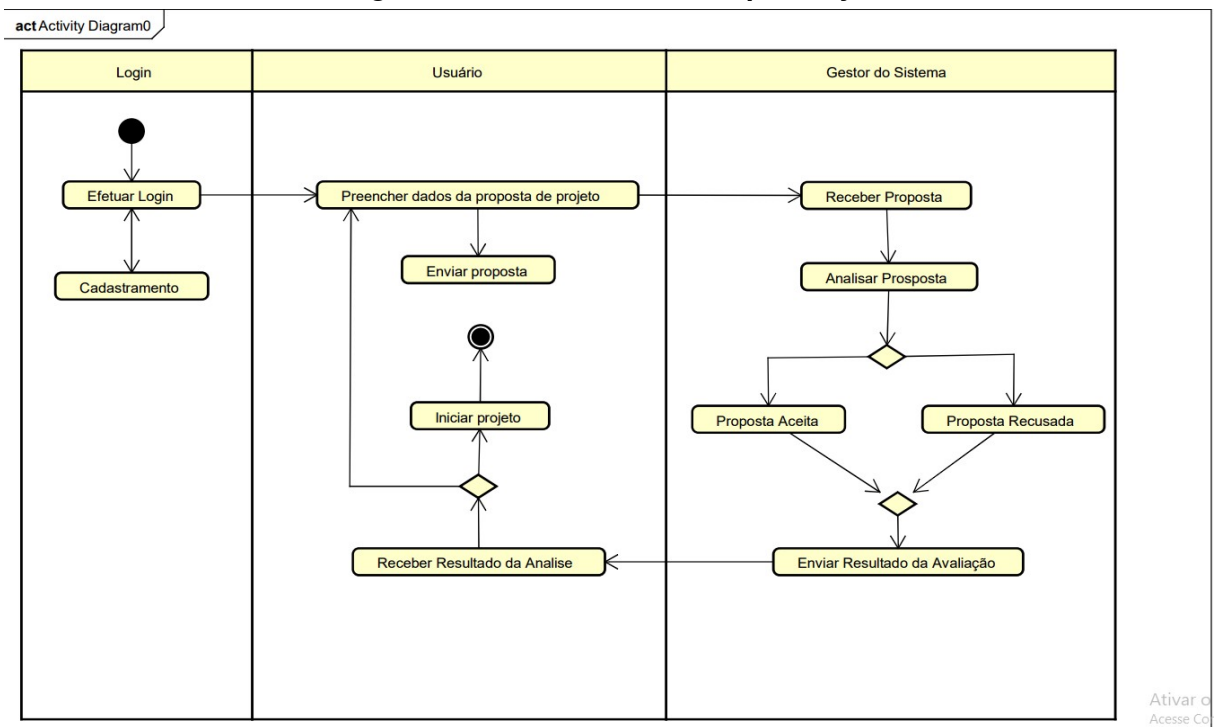 act Activity Diagram0
Login
Usuário
Gestor do Sistema
Efetuar Login
Preencher dados da proposta de projeto
Receber Proposta
Enviar proposta
Analisar Prosposta
Cadastramento
Iniciar projeto
Proposta Aceita
Proposta Recusada
Receber Resultado da Analise
Enviar Resultado da Avaliação
Ativar o
Acesse Co